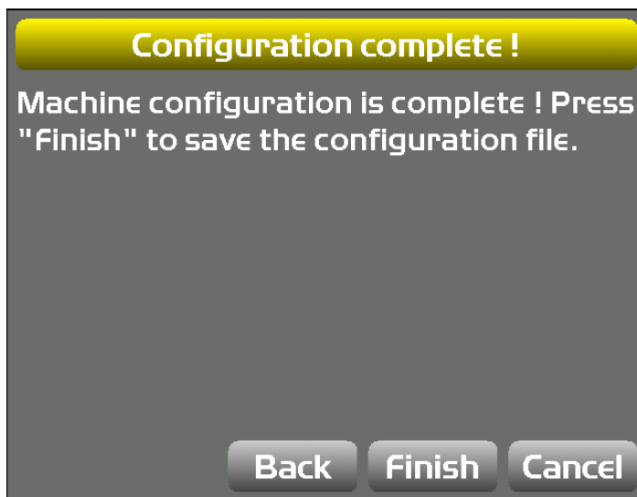 Configuration complete !
Machine configuration is complete ! Press
"Finish" to save the configuration file.
Back Finish Cancel